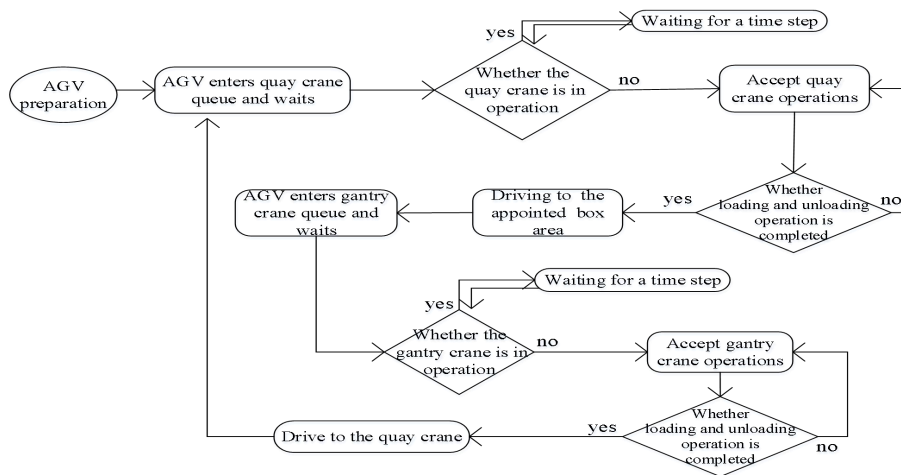 Waiting for a time step
yes
AGV
preparation
AGV enters quay crane
queue and waits
Whether the
quay crane is in
operation
no
Accept quay
crane operations
AGV enters gantry
crane queue and
waits
Driving to the
appointed box
area
yes
Whether
loading and unloading
operation is
completed
no
Waiting for a time step
yes
Whether the
gantry crane is in
operation
no
Accept gantry
crane operations
Drive to the quay crane
yes
Whether
loading and unloading
operation is
completed
no